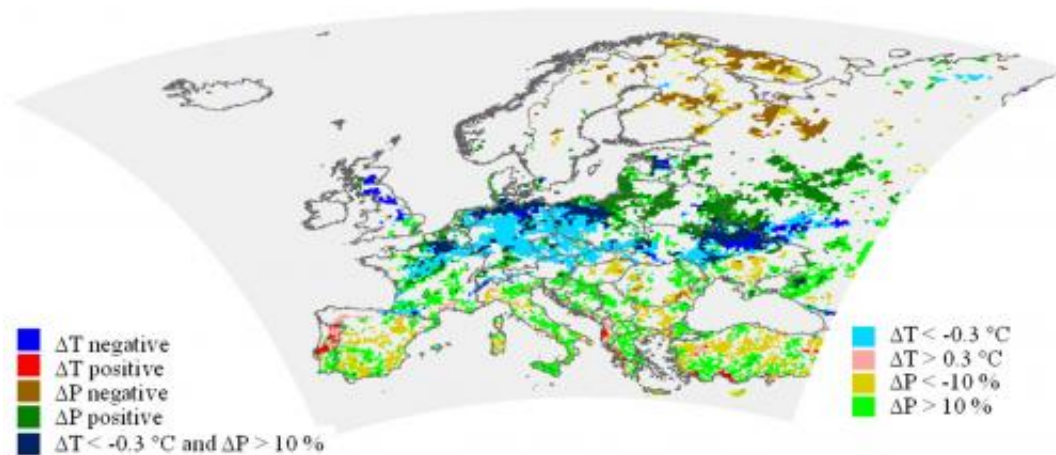 ΔT negative
ΔT positive
ΔP negative
ΔP positive
ΔT < -0.3 °C and ΔP > 10 %
ΔT < -0.3 °C
ΔT > 0.3 °C
ΔP < -10 %
ΔP > 10 %